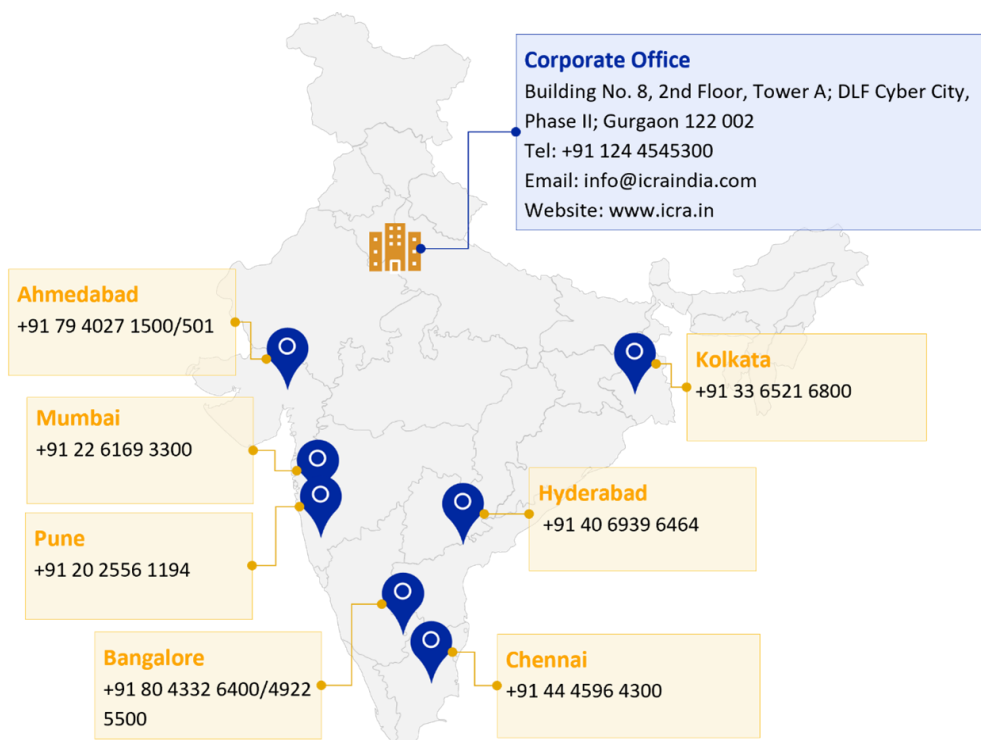 Corporate Office
Building No. 8, 2nd Floor, Tower A; DLF Cyber City,
Phase II; Gurgaon 122 002
Tel: +91 124 4545300
Email: info@icraindia.com
Website: www.icra.in
Ahmedabad
+91 79 4027 1500/501
Kolkata
+91 33 6521 6800
Mumbai
+91 22 6169 3300
Hyderabad
+91 40 6939 6464
Pune
+91 20 2556 1194
Bangalore
+91 80 4332 6400/4922
5500
Chennai
+91 44 4596 4300